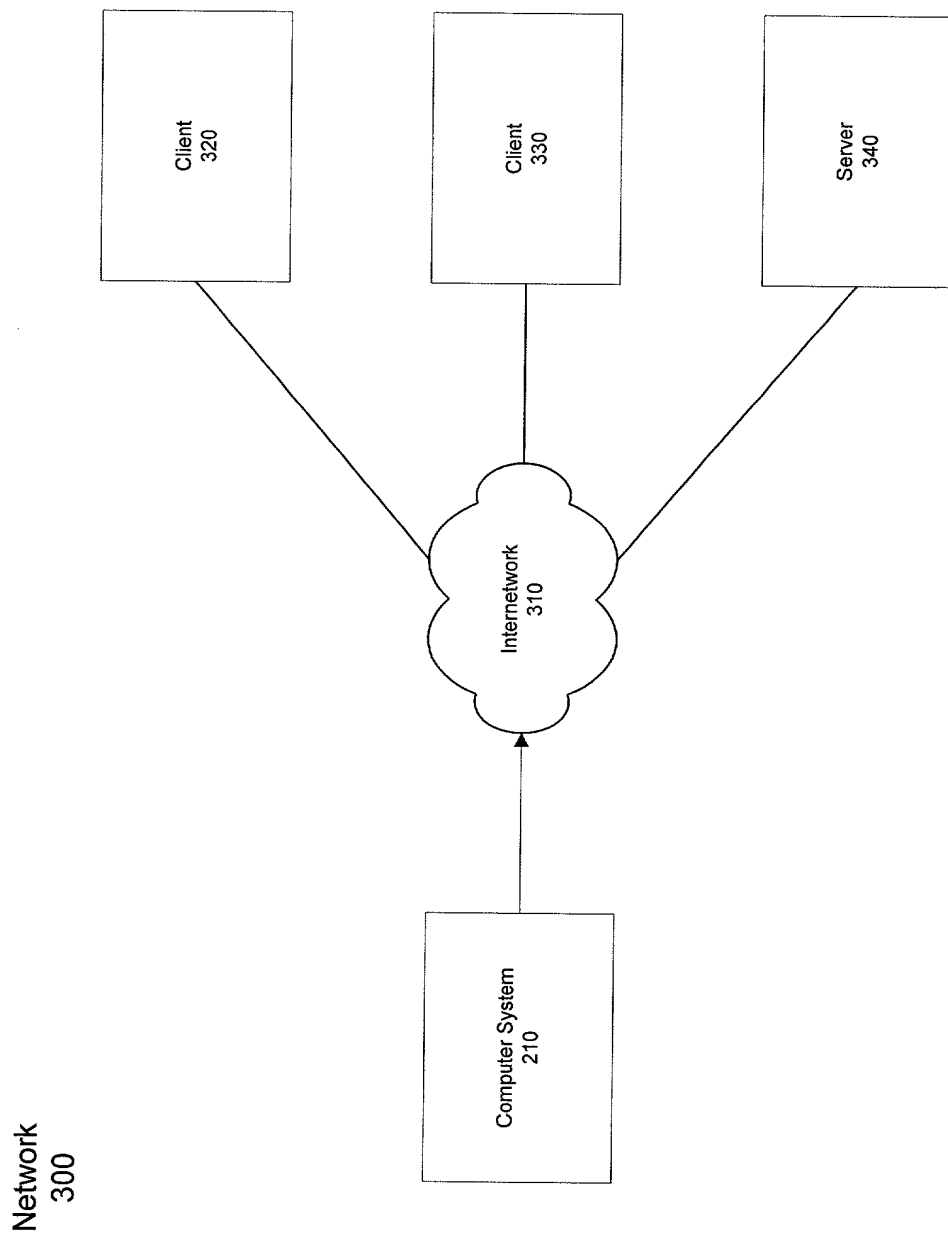 Network
300
Client
320
Client
330
Server
340
Internetwork
310
Computer System
210